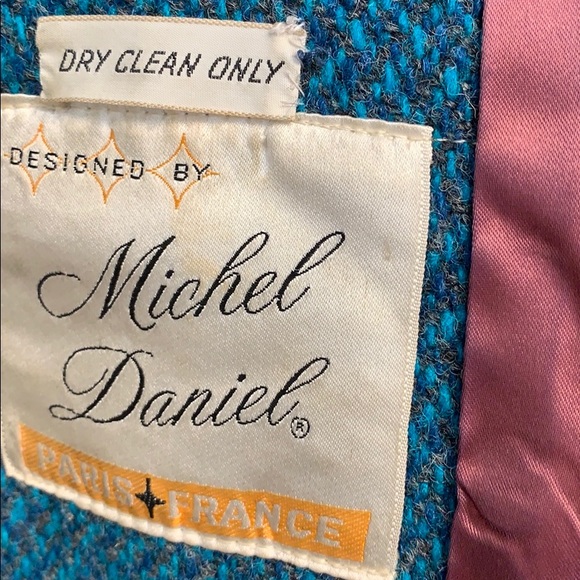 DRY CLEAN ONLY
DESIGNED BY
Michel
Daniel®
PARIS FRANCE